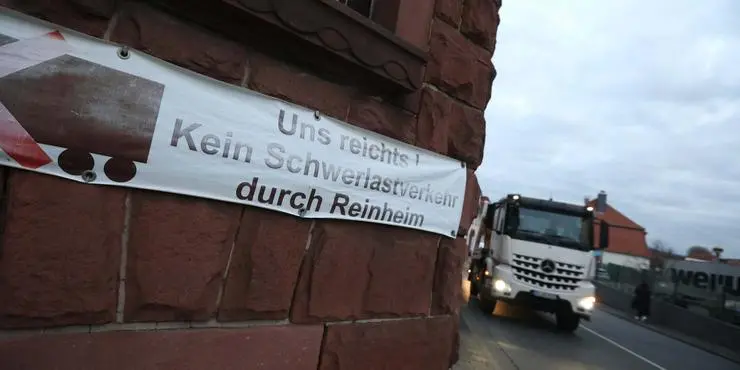 Uns reichts !
Kein Schwerlastverkehr
durch Reinheim